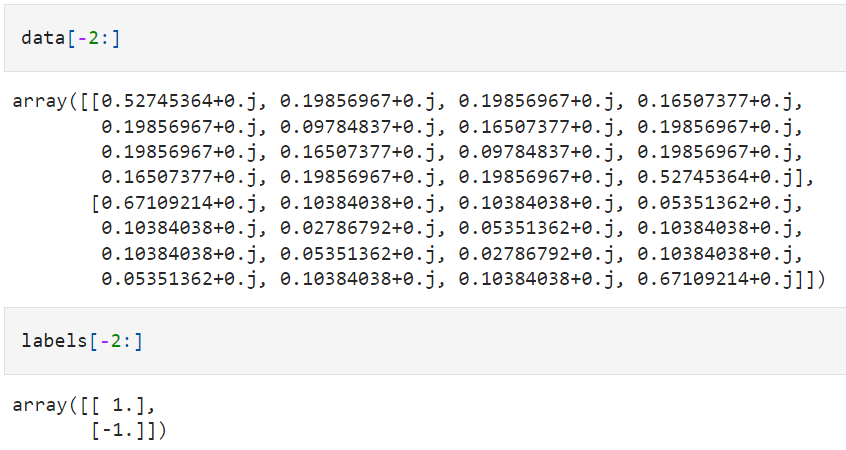 data[-2:]
array([[0.52745364+0.j, 0.19856967+0.j, 0.19856967+0.j, 0.16507377+0.j,
0.19856967+0.j, 0.09784837+0.j, 0.16507377+0.j, 0.19856967+0.j,
0.19856967+0.j, 0.16507377+0.j, 0.09784837+0.j, 0.19856967+0.j,
0.16507377+0.j, 0.19856967+0.j, 0.19856967+0.j, 0.52745364+0.j],
[0.67109214+0.j, 0.10384038+0.j, 0.10384038+0.j, 0.05351362+0.j,
0.10384038+0.j, 0.02786792+0.j, 0.05351362+0.j, 0.10384038+0.j,
0.10384038+0.j, 0.05351362+0.j, 0.02786792+0.j, 0.10384038+0.j,
0.05351362+0.j, 0.10384038+0.j, 0.10384038+0.j, 0.67109214+0.j]])
labels[-2:]
array([[ 1.],
[-1.]])